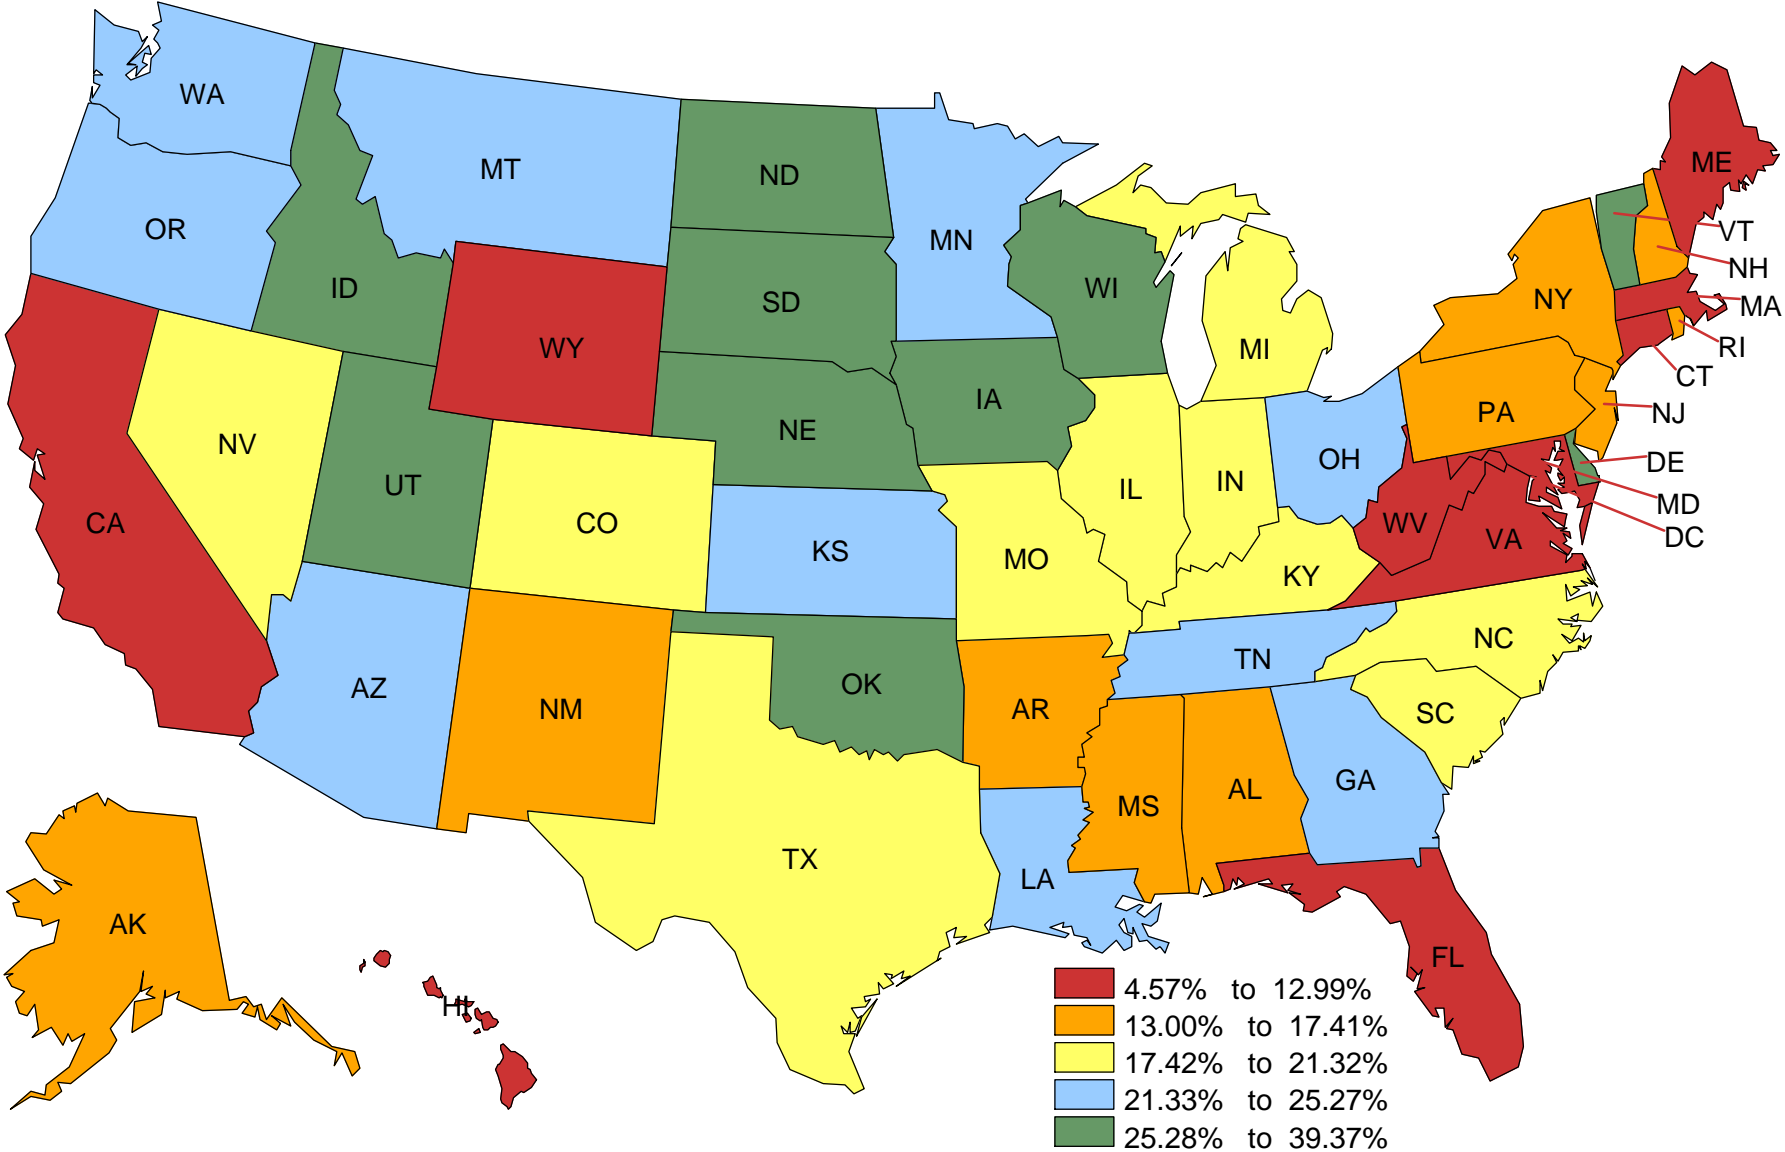 WA
MT
ND
MN
ME
OR
VT
ID
SD
WI
NH
NY
MA
WY
MI
RI
CT
IA
NE
PA
NJ
NV
UT
OH
DE
IL
IN
MD
CA
CO
KS
WV
VA
DC
MO
KY
NC
TN
AZ
NM
OK
AR
SC
GA
AL
MS
TX
LA
AK
FL
HI
4.57% to 12.99%
13.00% to 17.41%
17.42% to 21.32%
21.33% to 25.27%
25.28% to 39.37%